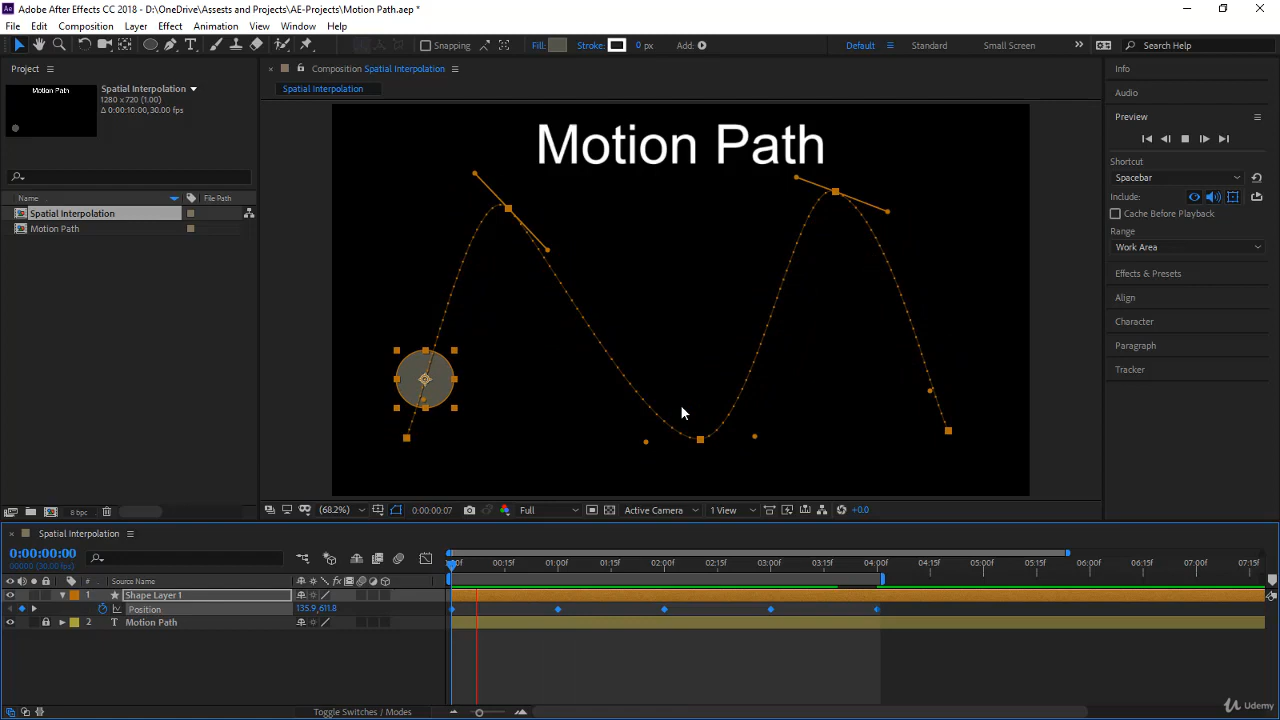 Adobe After Effects CC 2018 - D:\OneDrive\Assests and Projects\AE-Projects\Motion Path.aep *
File Edit Composition Layer Effect Animation View Window Help
Snapping Fill: Stroke: 0 px Add: Default Standard Small Screen Search Help
Project
Composition Spatial Interpolation
Info
Spatial Interpolation
1280 x 720 (1.00)
Δ 0:00:10:00, 30.00 fps
Motion Path
Spatial Interpolation
Audio
Preview
Motion Path
Shortcut
Spacebar
Include:
Cache Before Playback
Range
Work Area
Name File Path
Spatial Interpolation
Motion Path
Effects & Presets
Align
Character
Paragraph
Tracker
8 bpc
(68.2%) 0:00:00:07 Full Active Camera 1 View +0.0
Spatial Interpolation
0:00:00:00
00000 (30.00 fps)
:00f 00:15f 01:00f 01:15f 02:00f 02:15f 03:00f 03:15f 04:00f 04:15f 05:00f 05:15f 06:00f 06:15f 07:00f 07:15f
# Source Name
1 Shape Layer 1
Position 135.9,611.8
2 T Motion Path
Toggle Switches / Modes
Udemy